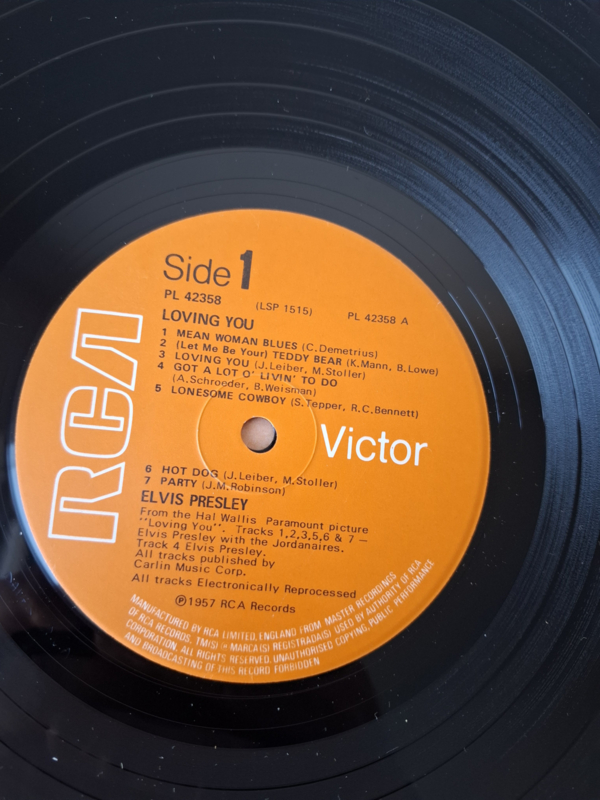 Side 1
PL 42358 (LSP 1515) PL 42358 A
LOVING YOU
1 MEAN WOMAN BLUES (C.Demetrius)
2 (Let Me Be Your) TEDDY BEAR (K.Mann, B.Lowe)
3 LOVING YOU (J.Leiber, M.Stoller)
4 GOT A LOT O' LIVIN' TO DO
(A.Schroeder, B.Weisman)
5 LONESOME COWBOY (S.Tepper, R.C.Bennett)
RCA
Victor
6 HOT DOG (J.Leiber, M.Stoller)
7 PARTY (J.M.Robinson)
ELVIS PRESLEY
From the Hal Wallis Paramount picture
"Loving You". Tracks 1,2,3,5,6 & 7 —
Elvis Presley with the Jordanaires.
Track 4 Elvis Presley.
All tracks published by
Carlin Music Corp.
All tracks Electronically Reprocessed
℗1957 RCA Records
MANUFACTURED BY RCA LIMITED, ENGLAND FROM MASTER RECORDINGS
OF RCA RECORDS. TM(S) ® MARCA(S) REGISTRADA(S) USED BY AUTHORITY OF RCA
CORPORATION. ALL RIGHTS RESERVED. UNAUTHORISED COPYING, PUBLIC PERFORMANCE
AND BROADCASTING OF THIS RECORD FORBIDDEN